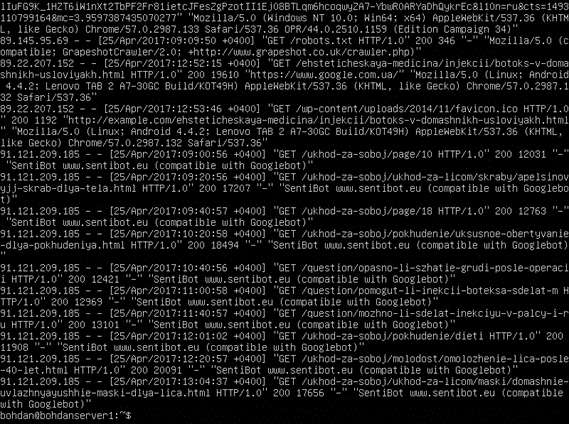 lIuFG9K_1HZT6iW1nXt2TbPF2Fr81ietcJFes2gPzotII1Ej08BTLqm6hcoqwyZA7-YbwR0ARYaDhQykrEc&l10n=ru&cts=1493
110799164&mc=3.9597387435070277" "Mozilla/5.0 (Windows NT 10.0; Win64; x64) AppleWebKit/537.36 (KHTM
L, like Gecko) Chrome/57.0.2987.133 Safari/537.36 OPR/44.0.2510.1159 (Edition Campaign 34)"
89.145.95.69 - - [25/Apr/2017:09:09:50 +0400] "GET /robots.txt HTTP/1.0" 200 346 "-" "Mozilla/5.0 (c
ompatible; GrapeshotCrawler/2.0; +http://www.grapeshot.co.uk/crawler.php)"
89.22.207.152 - - [25/Apr/2017:12:52:15 +0400] "GET /ehsteticheskaya-medicina/injekcii/botoks-v-doma
shnikh-usloviyakh.html HTTP/1.0" 200 19610 "https://www.google.com.ua/" "Mozilla/5.0 (Linux; Android
 4.4.2; Lenovo TAB 2 A7-30GC Build/KOT49H) AppleWebKit/537.36 (KHTML, like Gecko) Chrome/57.0.2987.1
32 Safari/537.36"
89.22.207.152 - - [25/Apr/2017:12:53:46 +0400] "GET /wp-content/uploads/2014/11/favicon.ico HTTP/1.0
" 200 1192 "http://example.com/ehsteticheskaya-medicina/injekcii/botoks-v-domashnikh-usloviyakh.html
" "Mozilla/5.0 (Linux; Android 4.4.2; Lenovo TAB 2 A7-30GC Build/KOT49H) AppleWebKit/537.36 (KHTML,
like Gecko) Chrome/57.0.2987.132 Safari/537.36"
91.121.209.185 - - [25/Apr/2017:09:00:56 +0400] "GET /ukhod-za-soboj/page/10 HTTP/1.0" 200 12031 "-"
 "SentiBot www.sentibot.eu (compatible with Googlebot)"
91.121.209.185 - - [25/Apr/2017:09:20:56 +0400] "GET /ukhod-za-soboj/ukhod-za-licom/skraby/apelsinov
yjj-skrab-dlya-tela.html HTTP/1.0" 200 17207 "-" "SentiBot www.sentibot.eu (compatible with Googlebo
t)"
91.121.209.185 - - [25/Apr/2017:09:40:57 +0400] "GET /ukhod-za-soboj/page/18 HTTP/1.0" 200 12763 "-"
 "SentiBot www.sentibot.eu (compatible with Googlebot)"
91.121.209.185 - - [25/Apr/2017:10:20:58 +0400] "GET /ukhod-za-soboj/pokhudenie/uksusnoe-obertyvanie
-dlya-pokhudeniya.html HTTP/1.0" 200 18494 "-" "SentiBot www.sentibot.eu (compatible with Googlebot)
"
91.121.209.185 - - [25/Apr/2017:10:40:56 +0400] "GET /question/opasno-li-szhatie-grudi-posle-operaci
i HTTP/1.0" 200 12421 "-" "SentiBot www.sentibot.eu (compatible with Googlebot)"
91.121.209.185 - - [25/Apr/2017:11:00:58 +0400] "GET /question/pomogut-li-inekcii-boteksa-sdelat-m H
TTP/1.0" 200 12969 "-" "SentiBot www.sentibot.eu (compatible with Googlebot)"
91.121.209.185 - - [25/Apr/2017:11:40:57 +0400] "GET /question/mozhno-li-sdelat-inekciyu-v-palcy-i-r
u HTTP/1.0" 200 13101 "-" "SentiBot www.sentibot.eu (compatible with Googlebot)"
91.121.209.185 - - [25/Apr/2017:12:01:02 +0400] "GET /ukhod-za-soboj/pokhudenie/dieti HTTP/1.0" 200
11908 "-" "SentiBot www.sentibot.eu (compatible with Googlebot)"
91.121.209.185 - - [25/Apr/2017:12:20:57 +0400] "GET /ukhod-za-soboj/molodost/omolozhenie-lica-posle
-40-let.html HTTP/1.0" 200 20091 "-" "SentiBot www.sentibot.eu (compatible with Googlebot)"
91.121.209.185 - - [25/Apr/2017:13:04:37 +0400] "GET /ukhod-za-soboj/ukhod-za-licom/maski/domashnie-
uvlazhnyayushhie-maski-dlya-lica.html HTTP/1.0" 200 17656 "-" "SentiBot www.sentibot.eu (compatible
with Googlebot)"
bohdan@bohdanserver1:~$